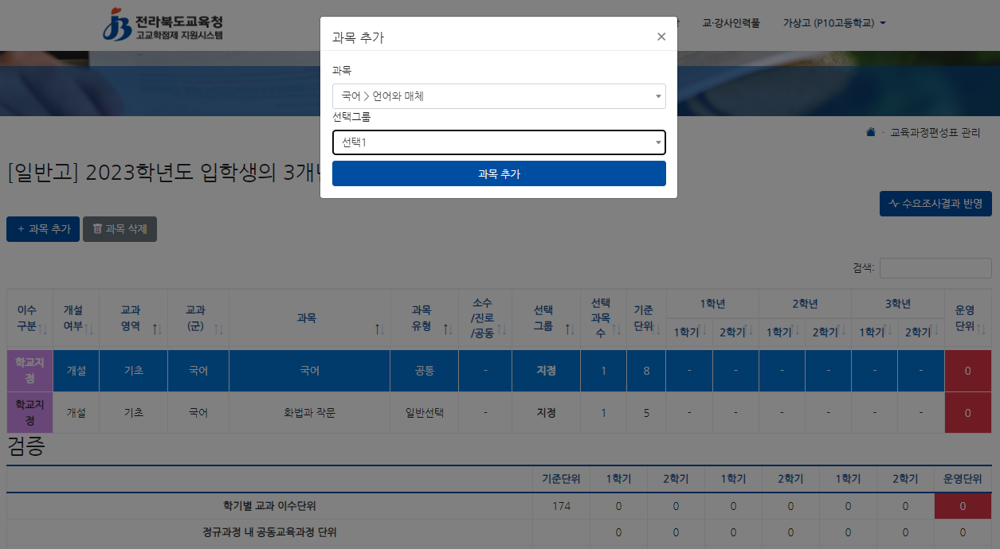 전라북도교육청
고교학점제 지원시스템
교·강사인력풀
가상고 (P10고등학교)
과목 추가
×
과목
국어 > 언어와 매체
선택그룹
선택1
과목 추가
교육과정편성표 관리
[일반고] 2023학년도 입학생의 3개년
수요조사결과 반영
+ 과목 추가
과목 삭제
검색:
이수 구분 개설 여부 교과 영역 교과 (군) 과목 과목 유형 소수 /진로 /공동 선택 그룹 선택 과목 수 기준 단위 1학년 2학년 3학년 운영 단위
1학기 2학기 1학기 2학기 1학기 2학기
학교지정 개설 기초 국어 국어 공통 - 지정 1 8 - - - - - - 0
학교지정 개설 기초 국어 화법과 작문 일반선택 - 지정 1 5 - - - - - - 0
검증
기준단위 1학기 2학기 1학기 2학기 1학기 2학기 운영단위
학기별 교과 이수단위 174 0 0 0 0 0 0 0
정규과정 내 공동교육과정 단위 0 0 0 0 0 0 0